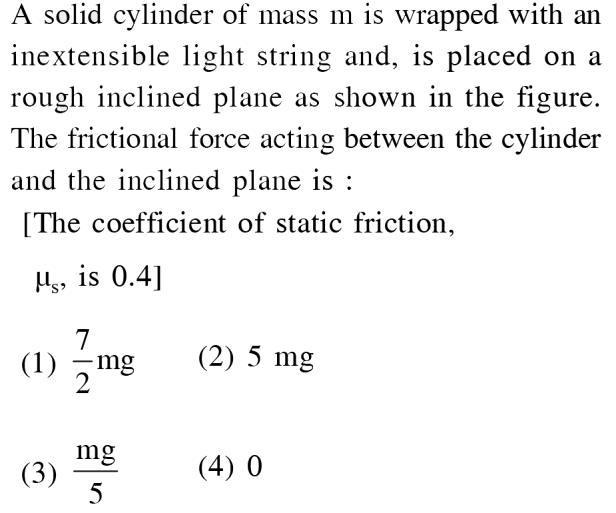 A solid cylinder of mass m is wrapped with an
inextensible light string and, is placed on a
rough inclined plane as shown in the figure.
The frictional force acting between the cylinder
and the inclined plane is :
[The coefficient of static friction,
μₛ, is 0.4]
(1) 7/2 mg (2) 5 mg
(3) mg/5 (4) 0